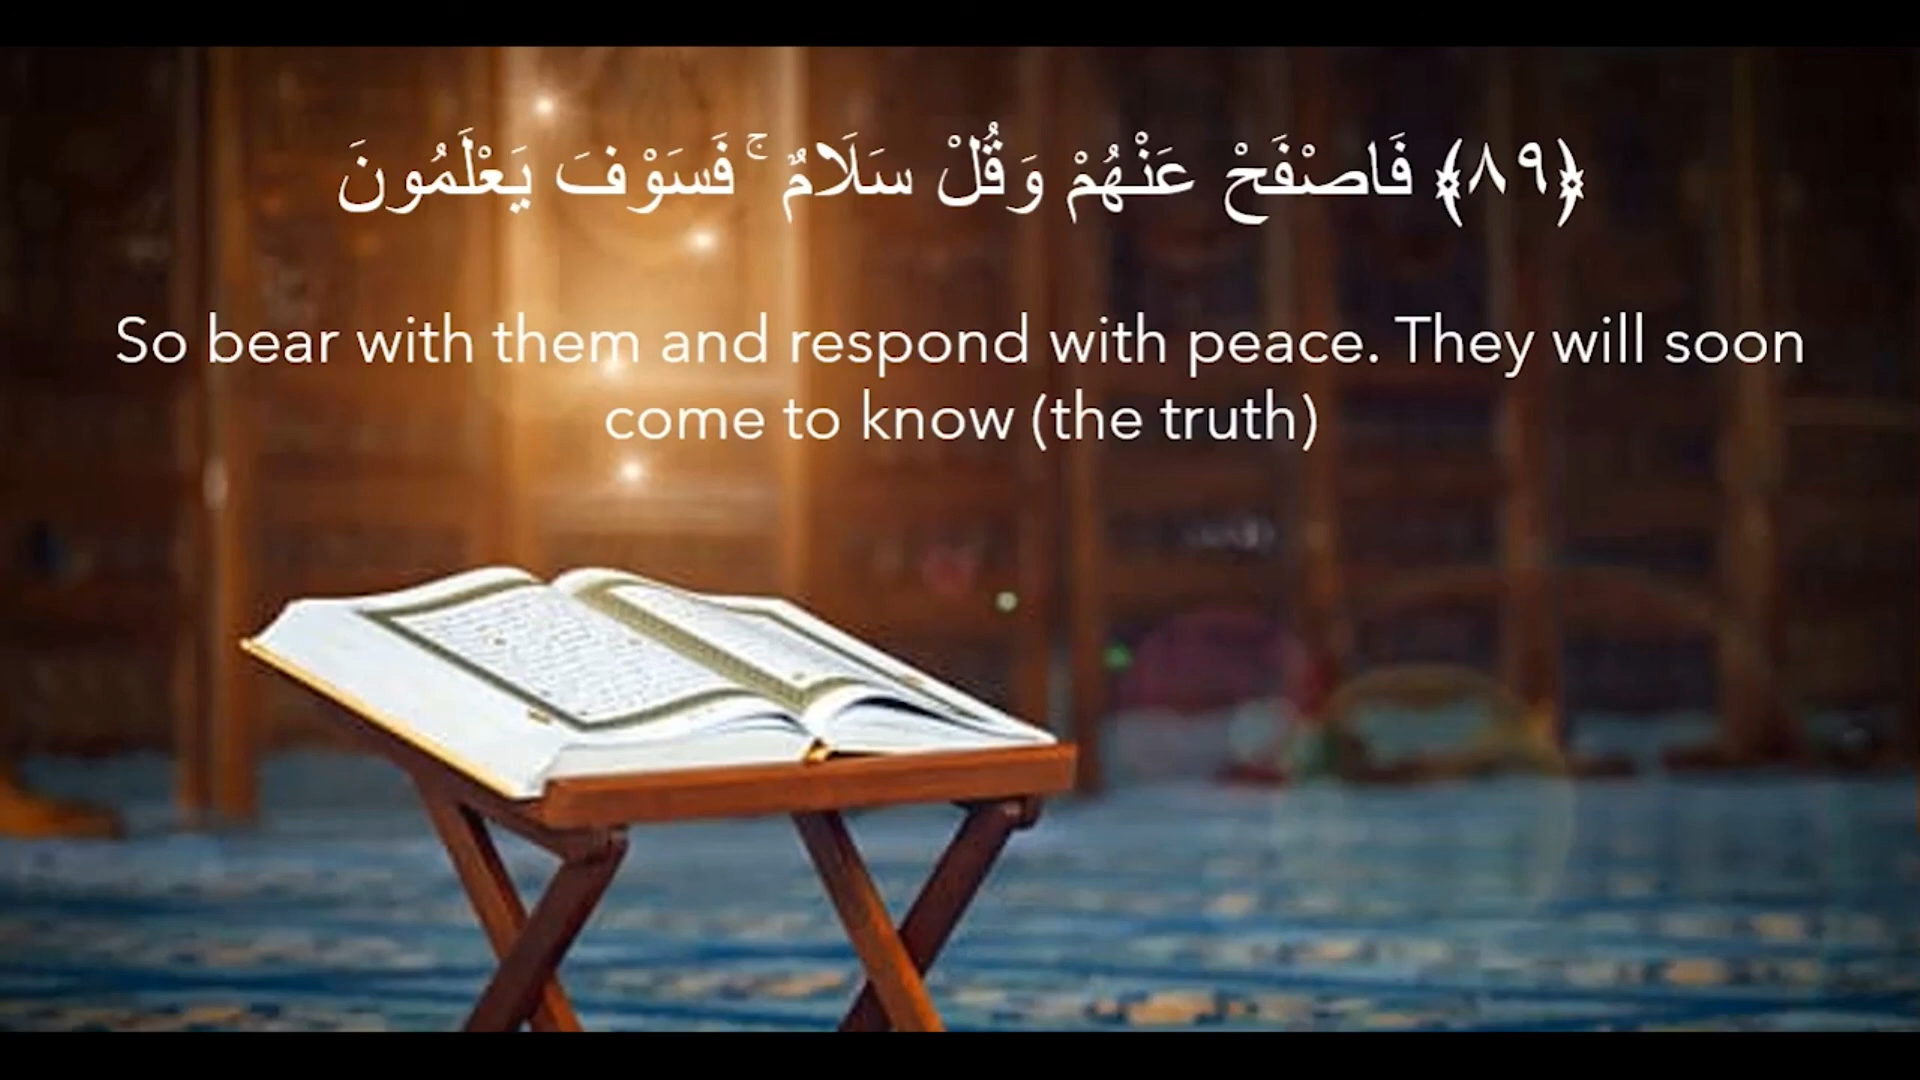 ﴿٨٩﴾ فَاصْفَحْ عَنْهُمْ وَقُلْ سَلَامٌ ۚ فَسَوْفَ يَعْلَمُونَ
So bear with them and respond with peace. They will soon
come to know (the truth)